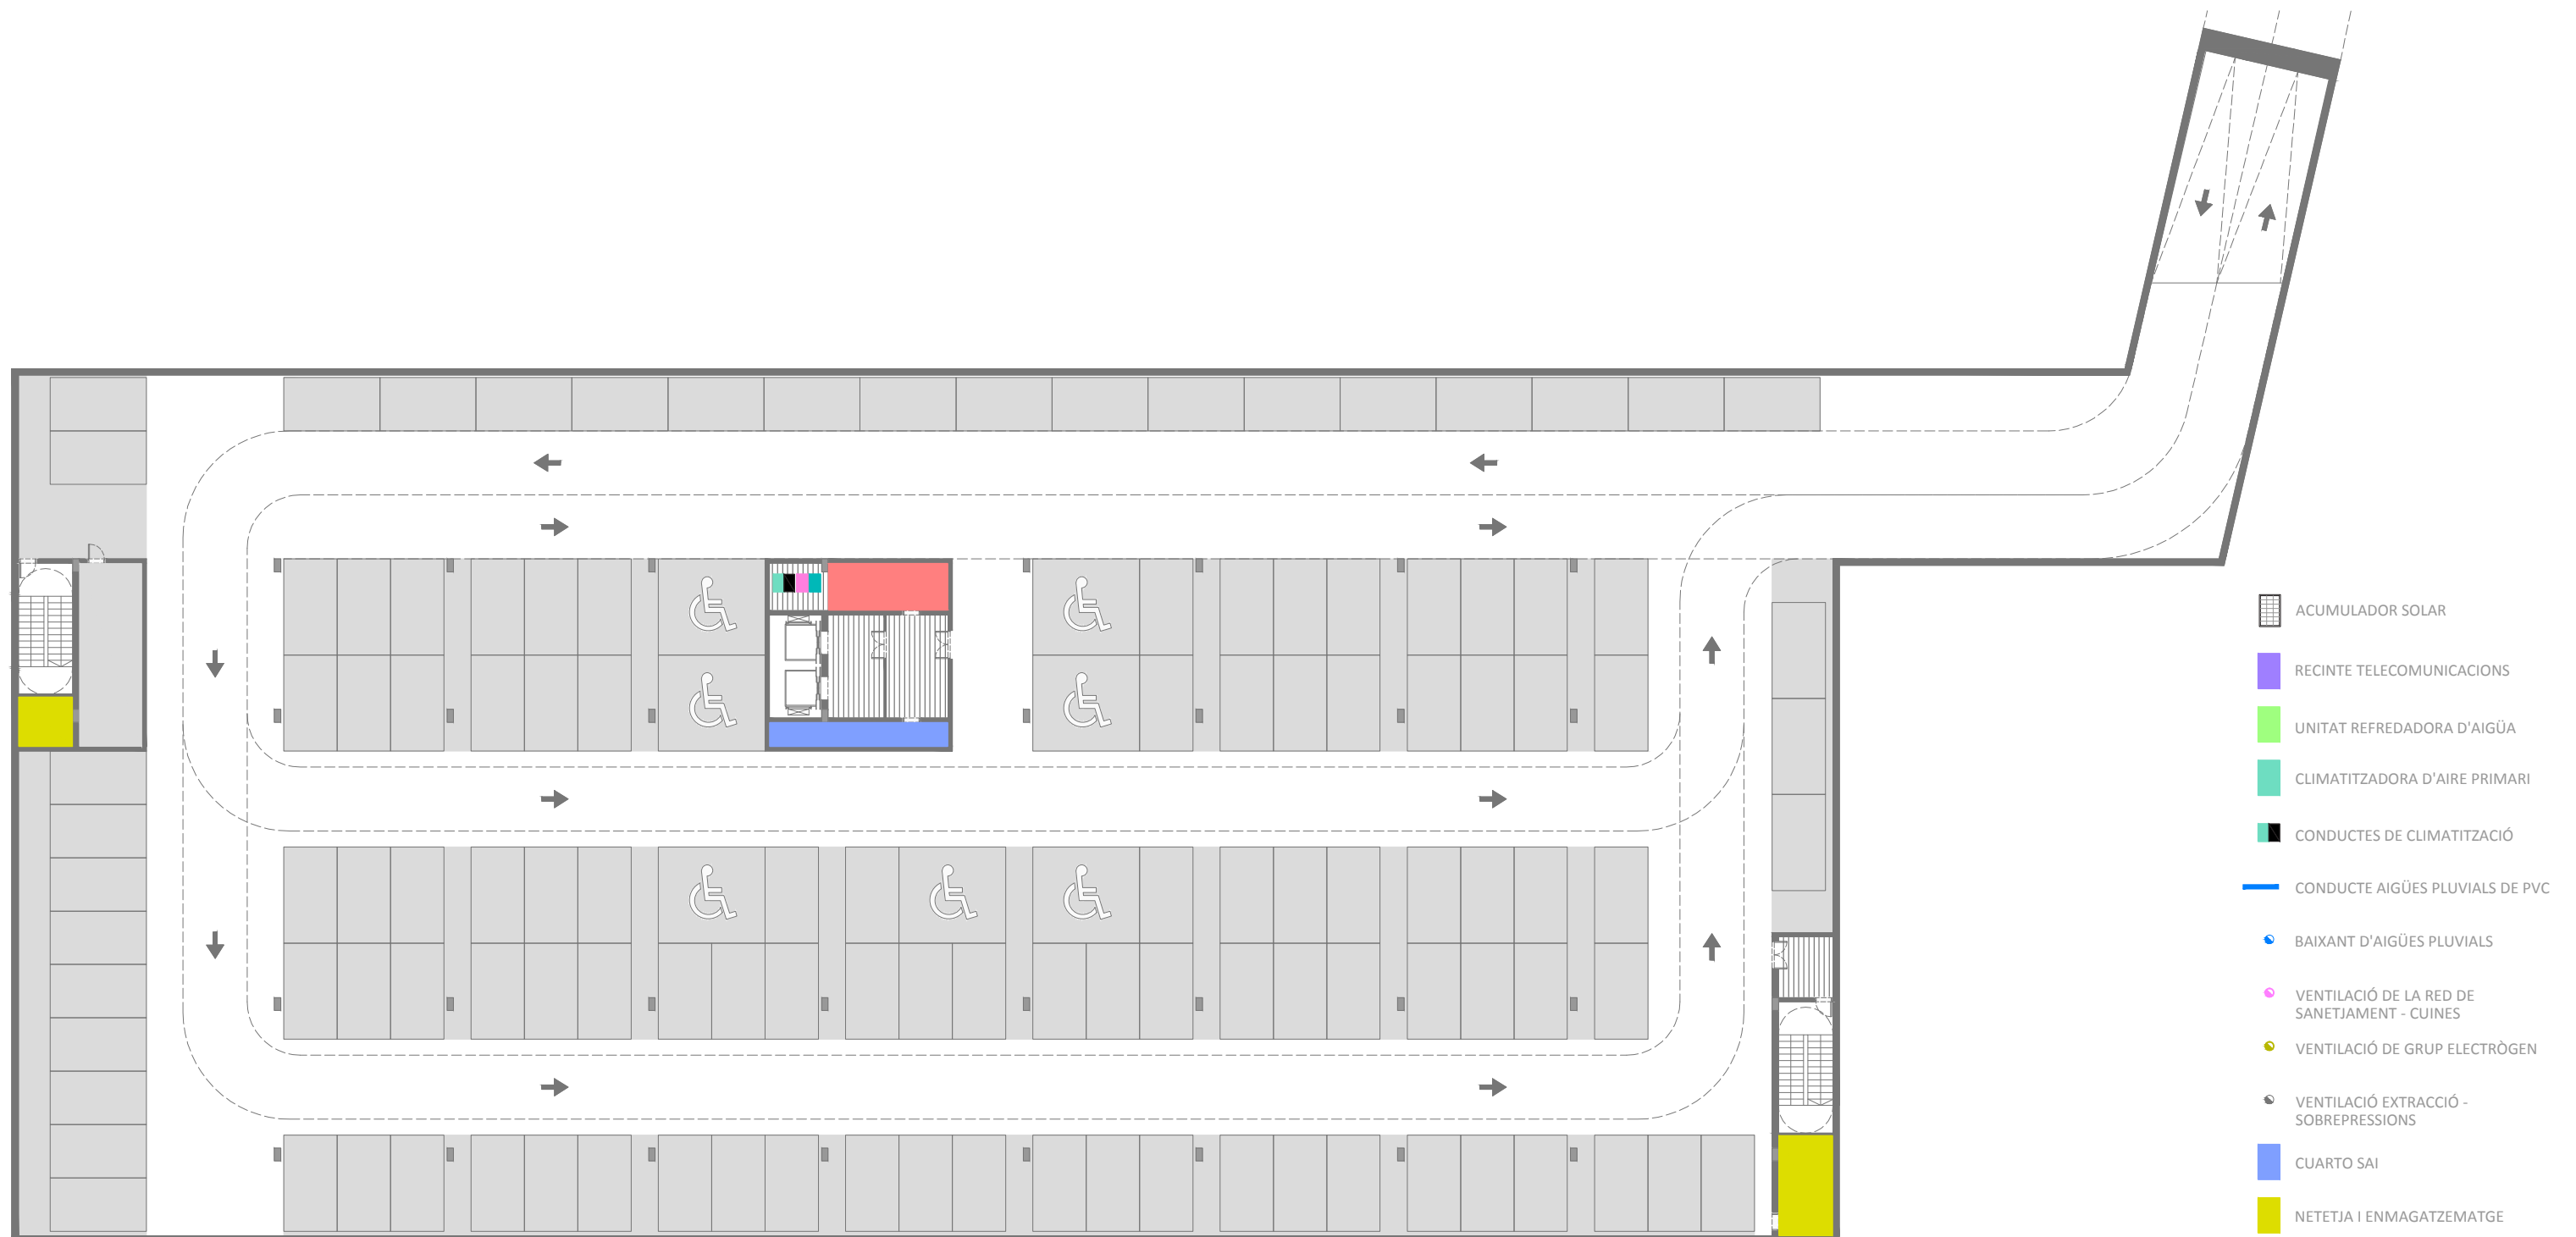 ACUMULADOR SOLAR
RECINTE TELECOMUNICACIONS
UNITAT REFREDADORA D'AIGÜA
CLIMATITZADORA D'AIRE PRIMARI
CONDUCTES DE CLIMATITZACIÓ
CONDUCTE AIGÜES PLUVIALS DE PVC
BAIXANT D'AIGÜES PLUVIALS
VENTILACIÓ DE LA RED DE
SANETJAMENT - CUINES
VENTILACIÓ DE GRUP ELECTRÒGEN
VENTILACIÓ EXTRACCIÓ -
SOBREPRESSIONS
CUARTO SAI
NETETJA I ENMAGATZEMATGE